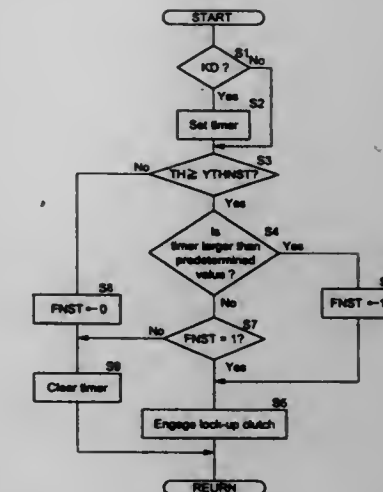 START
S1
KD ?
No
Yes
S2
Set timer
S3
No
TH≧ YTHNST?
Yes
S4
Is
timer larger than
predetermined
value ?
Yes
No
S8
FNST←0
FNST←1
S7
No
FNST = 1?
Yes
S9
Clear timer
Engage lock-up clutch
REURN